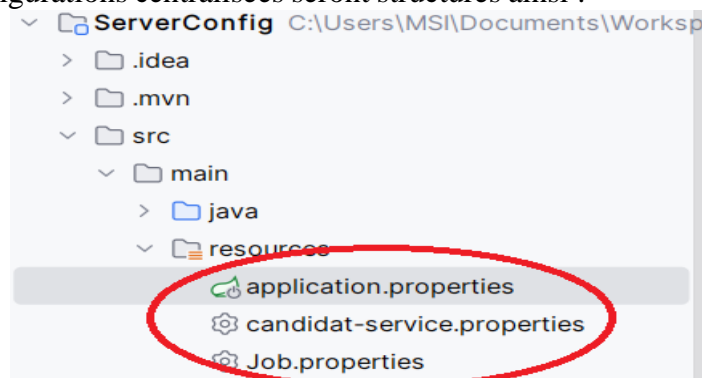 ServerConfig C:\Users\MSI\Documents\Worksp
.idea
.mvn
src
main
java
resources
application.properties
candidat-service.properties
Job.properties